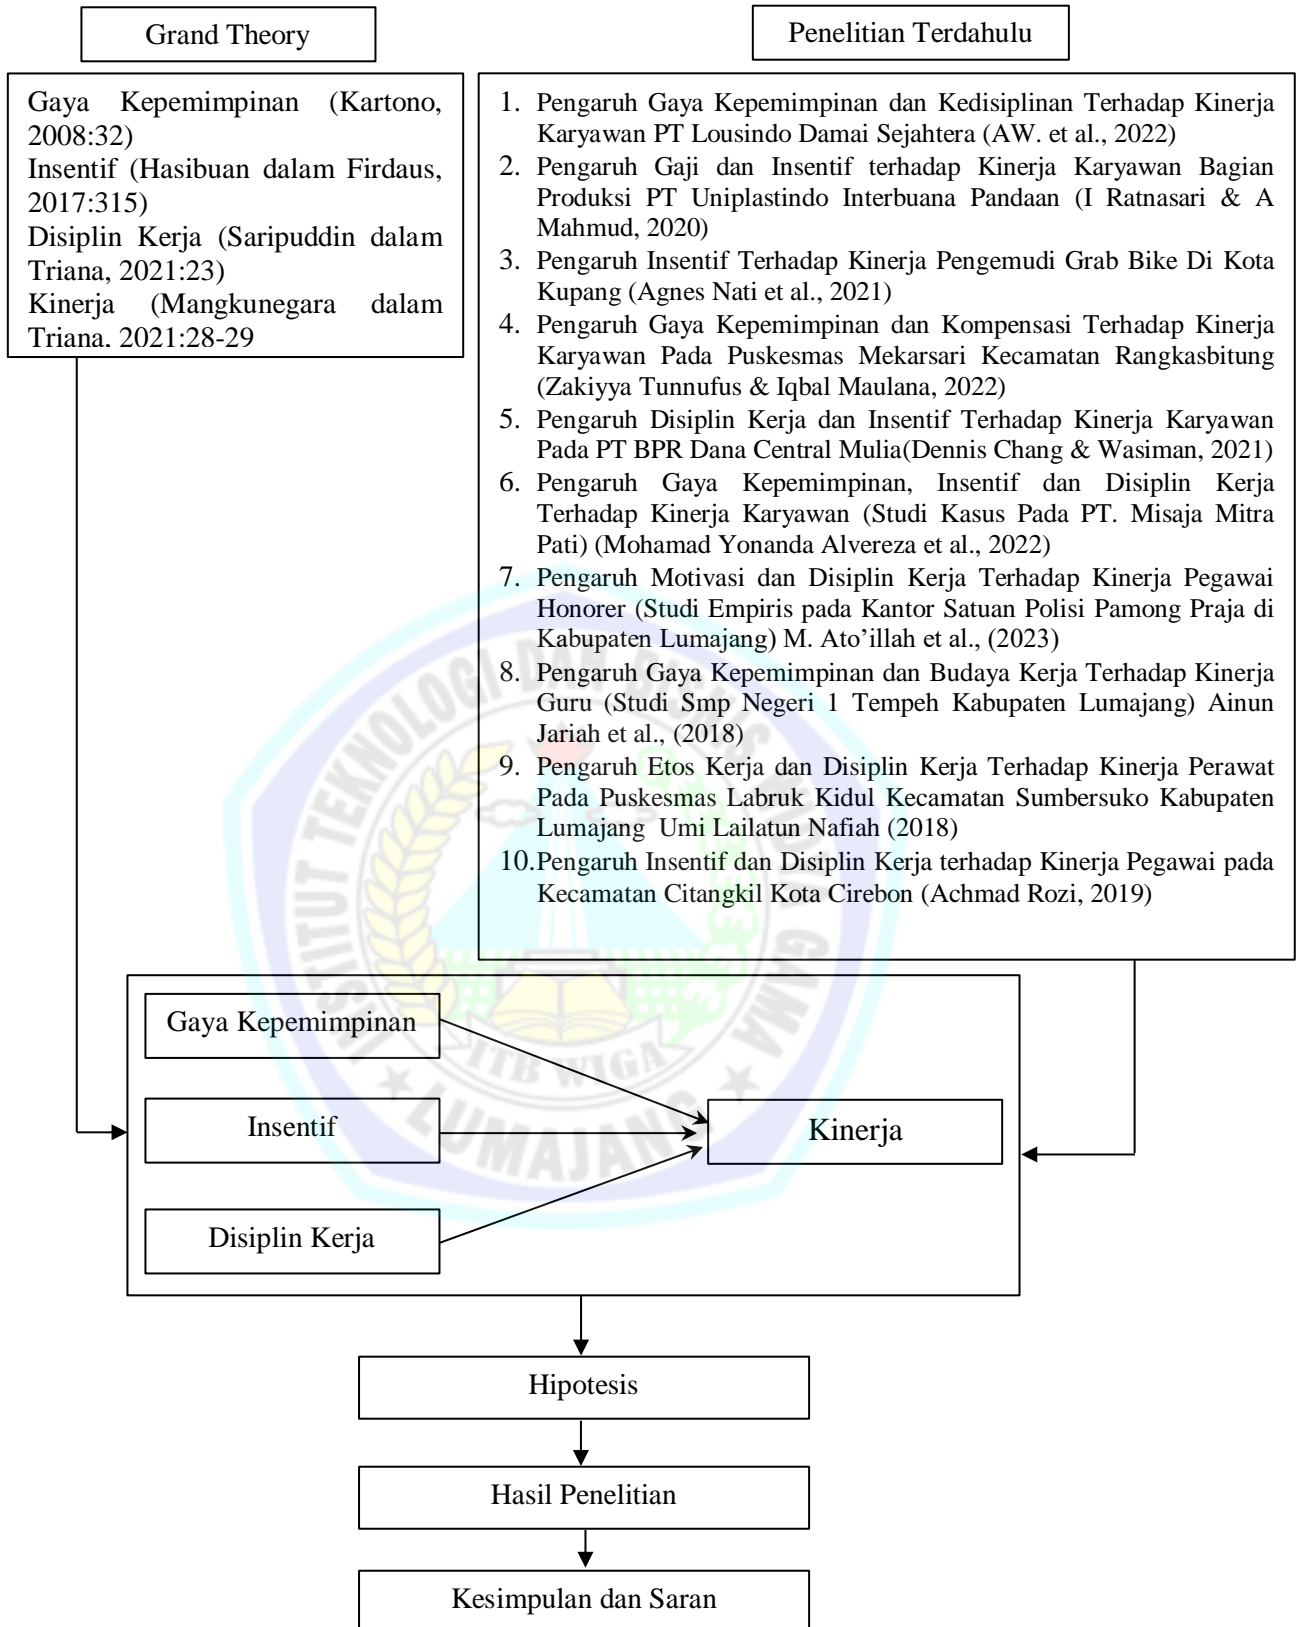 Grand Theory
Penelitian Terdahulu
Gaya Kepemimpinan (Kartono,
2008:32)
Insentif (Hasibuan dalam Firdaus,
2017:315)
Disiplin Kerja (Saripuddin dalam
Triana, 2021:23)
Kinerja (Mangkunegara dalam
Triana, 2021:28-29
1. Pengaruh Gaya Kepemimpinan dan Kedisiplinan Terhadap Kinerja
Karyawan PT Lousindo Damai Sejahtera (AW. et al., 2022)
2. Pengaruh Gaji dan Insentif terhadap Kinerja Karyawan Bagian
Produksi PT Uniplastindo Interbuana Pandaan (I Ratnasari & A
Mahmud, 2020)
3. Pengaruh Insentif Terhadap Kinerja Pengemudi Grab Bike Di Kota
Kupang (Agnes Nati et al., 2021)
4. Pengaruh Gaya Kepemimpinan dan Kompensasi Terhadap Kinerja
Karyawan Pada Puskesmas Mekarsari Kecamatan Rangkasbitung
(Zakiyya Tunnufus & Iqbal Maulana, 2022)
5. Pengaruh Disiplin Kerja dan Insentif Terhadap Kinerja Karyawan
Pada PT BPR Dana Central Mulia(Dennis Chang & Wasiman, 2021)
6. Pengaruh Gaya Kepemimpinan, Insentif dan Disiplin Kerja
Terhadap Kinerja Karyawan (Studi Kasus Pada PT. Misaja Mitra
Pati) (Mohamad Yonanda Alvereza et al., 2022)
7. Pengaruh Motivasi dan Disiplin Kerja Terhadap Kinerja Pegawai
Honorer (Studi Empiris pada Kantor Satuan Polisi Pamong Praja di
Kabupaten Lumajang) M. Ato’illah et al., (2023)
8. Pengaruh Gaya Kepemimpinan dan Budaya Kerja Terhadap Kinerja
Guru (Studi Smp Negeri 1 Tempeh Kabupaten Lumajang) Ainun
Jariah et al., (2018)
9. Pengaruh Etos Kerja dan Disiplin Kerja Terhadap Kinerja Perawat
Pada Puskesmas Labruk Kidul Kecamatan Sumbersuko Kabupaten
Lumajang Umi Lailatun Nafiah (2018)
10.Pengaruh Insentif dan Disiplin Kerja terhadap Kinerja Pegawai pada
Kecamatan Citangkil Kota Cirebon (Achmad Rozi, 2019)
INSTITUT TEKNOLOGI DAN BISNIS WIDYA GAMA
ITB WIGA
LUMAJANG
Gaya Kepemimpinan
Insentif
Kinerja
Disiplin Kerja
Hipotesis
Hasil Penelitian
Kesimpulan dan Saran